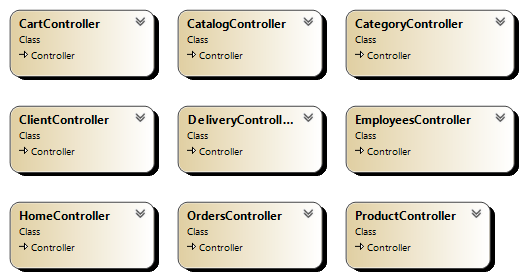 CartController
Class
Controller
CatalogController
Class
Controller
CategoryController
Class
Controller
ClientController
Class
Controller
DeliveryControll...
Class
Controller
EmployeesController
Class
Controller
HomeController
Class
Controller
OrdersController
Class
Controller
ProductController
Class
Controller